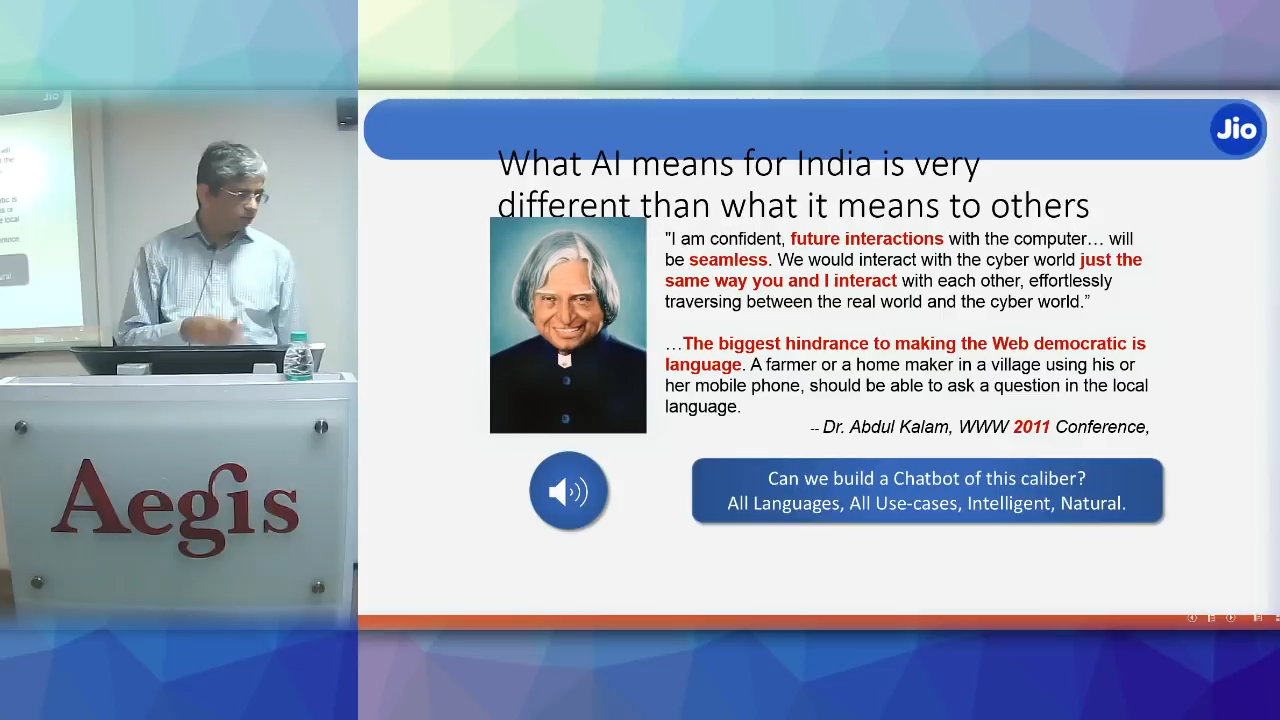 Jio
What AI means for India is very
different than what it means to others
"I am confident, future interactions with the computer… will
be seamless. We would interact with the cyber world just the
same way you and I interact with each other, effortlessly
traversing between the real world and the cyber world.”
…The biggest hindrance to making the Web democratic is
language. A farmer or a home maker in a village using his or
her mobile phone, should be able to ask a question in the local
language.
-- Dr. Abdul Kalam, WWW 2011 Conference,
Can we build a Chatbot of this caliber?
All Languages, All Use-cases, Intelligent, Natural.
Aegis